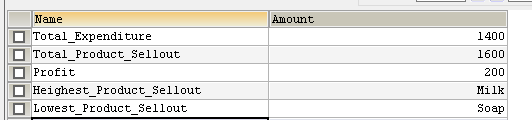 Name Amount
Total_Expenditure 1400
Total_Product_Sellout 1600
Profit 200
Heighest_Product_Sellout Milk
Lowest_Product_Sellout Soap